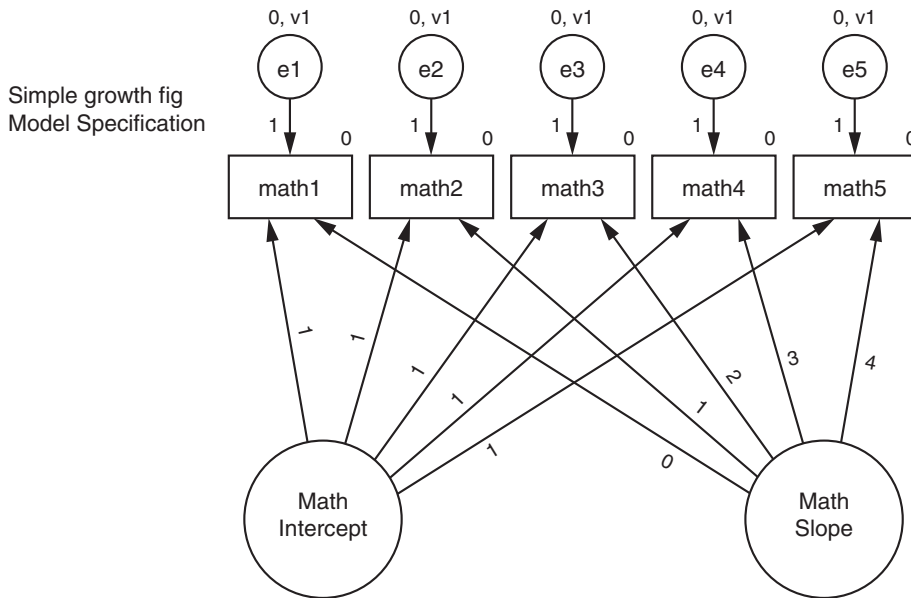 0, v1 0, v1 0, v1 0, v1 0, v1
e1 e2 e3 e4 e5
Simple growth fig
Model Specification
1 1 1 1 1
0 0 0 0 0
math1 math2 math3 math4 math5
1 1 1 1 1 0 1 2 3 4
Math
Intercept
Math
Slope